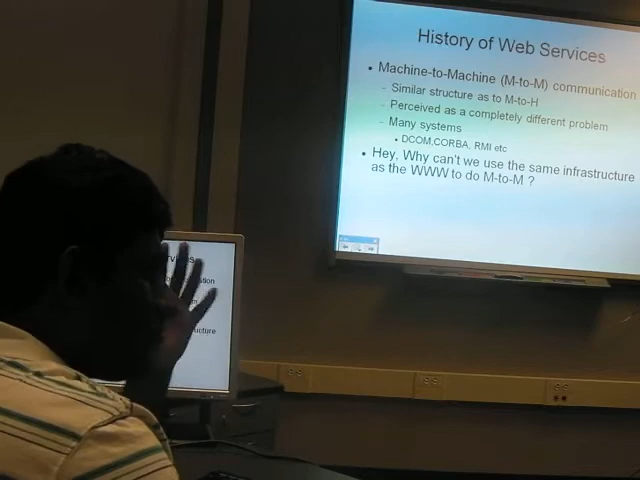 History of Web Services
• Machine-to-Machine (M-to-M) communication
– Similar structure as to M-to-H
– Perceived as a completely different problem
– Many systems
• DCOM,CORBA, RMI etc
• Hey, Why can't we use the same infrastructure
as the WWW to do M-to-M ?